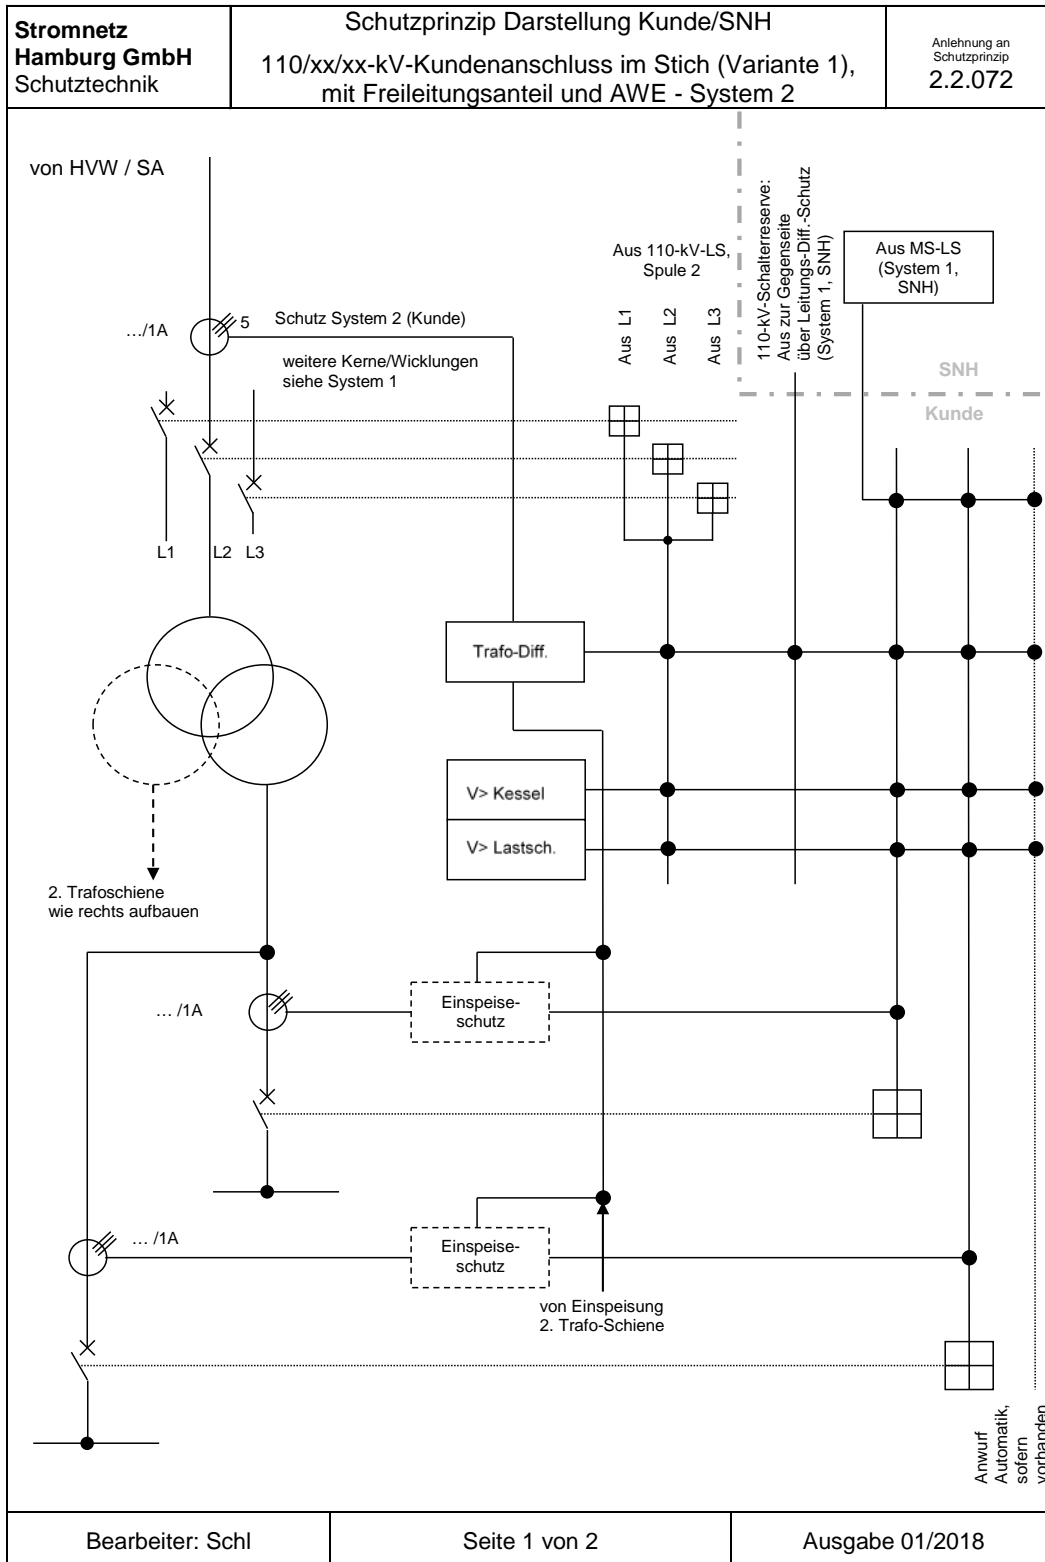 Stromnetz
Hamburg GmbH
Schutztechnik
Schutzprinzip Darstellung Kunde/SNH
110/xx/xx-kV-Kundenanschluss im Stich (Variante 1),
mit Freileitungsanteil und AWE - System 2
Anlehnung an
Schutzprinzip
2.2.072
von HVW / SA
Aus 110-kV-LS,
Spule 2
Aus L1
Aus L2
Aus L3
110-kV-Schalterreserve:
Aus zur Gegenseite
über Leitungs-Diff.-Schutz
(System 1, SNH)
Aus MS-LS
(System 1,
SNH)
…/1A
5
Schutz System 2 (Kunde)
weitere Kerne/Wicklungen
siehe System 1
SNH
Kunde
L1
L2
L3
Trafo-Diff.
V> Kessel
V> Lastsch.
2. Trafoschiene
wie rechts aufbauen
… /1A
Einspeise-
schutz
… /1A
Einspeise-
schutz
von Einspeisung
2. Trafo-Schiene
Anwurf
Automatik,
sofern
vorhanden
Bearbeiter: Schl
Seite 1 von 2
Ausgabe 01/2018